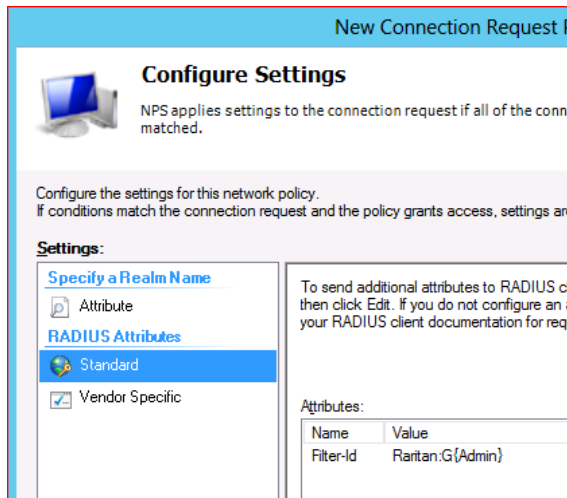 New Connection Request
Configure Settings
NPS applies settings to the connection request if all of the conn
matched.
Configure the settings for this network policy.
If conditions match the connection request and the policy grants access, settings ar
Settings:
Specify a Realm Name
Attribute
RADIUS Attributes
Standard
Vendor Specific
To send additional attributes to RADIUS c
then click Edit. If you do not configure an
your RADIUS client documentation for req
Attributes:
Name Value
Filter-Id Raritan:G{Admin}